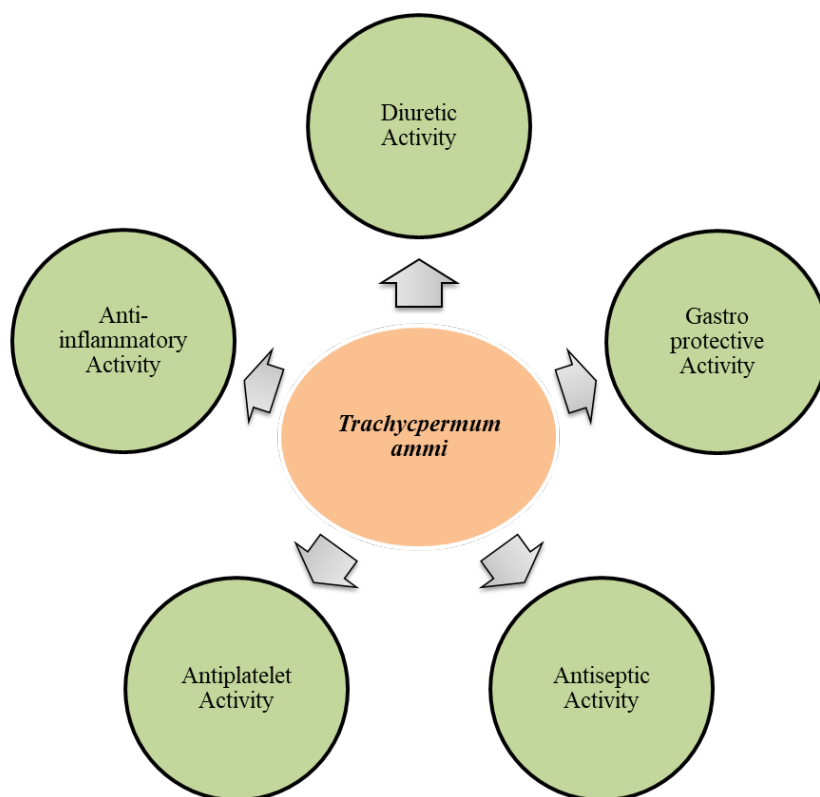 Diuretic
Activity
Anti-
inflammatory
Activity
Gastro
protective
Activity
Trachycpermum
ammi
Antiplatelet
Activity
Antiseptic
Activity